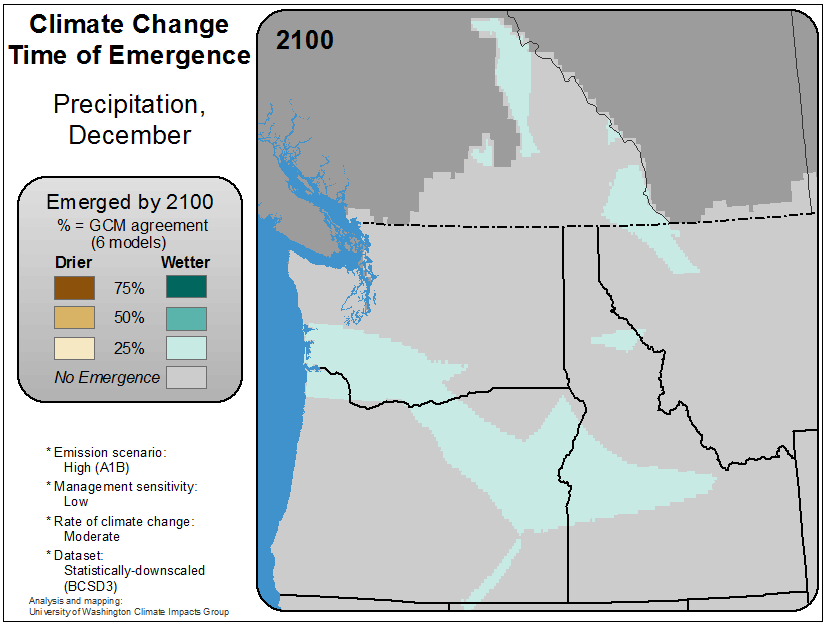 Climate Change
Time of Emergence
Precipitation,
December
2100
Emerged by 2100
% = GCM agreement
(6 models)
Drier Wetter
75%
50%
25%
No Emergence
* Emission scenario:
High (A1B)
* Management sensitivity:
Low
* Rate of climate change:
Moderate
* Dataset:
Statistically-downscaled
(BCSD3)
Analysis and mapping:
University of Washington Climate Impacts Group